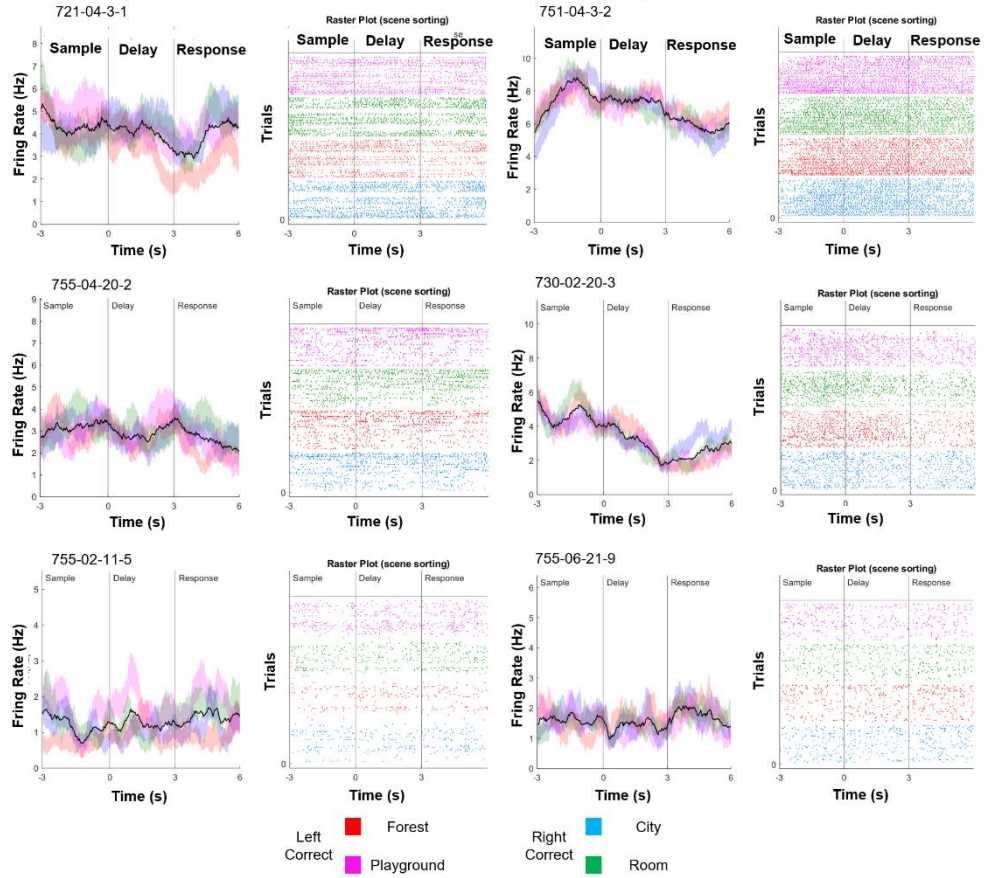 721-04-3-1
Raster Plot (scene sorting)
8
7
6
5
4
3
2
1
0
Fring Rate (Hz)
Sample Delay Response
-3 0 3 6
Time (s)
Sample Delay Response
se
Trials
0
-3 0 3
Time (s)
751-04-3-2
Raster Plot (scene sorting)
10
8
6
4
2
0
Fring Rate (Hz)
Sample Delay Response
-3 0 3 6
Time (s)
Sample Delay Response
Trials
0
-3 0 3
Time (s)
755-04-20-2
Raster Plot (scene sorting)
9
8
7
6
5
4
3
2
1
0
Fring Rate (Hz)
Sample Delay Response
-3 0 3 6
Time (s)
Sample Delay Response
Trials
0
-3 0 3
Time (s)
730-02-20-3
Raster Plot (scene sorting)
10
8
6
4
2
0
Fring Rate (Hz)
Sample Delay Response
-3 0 3 6
Time (s)
Sample Delay Response
Trials
0
-3 0 3
Time (s)
755-02-11-5
Raster Plot (scene sorting)
5
4
3
2
1
0
Fring Rate (Hz)
Sample Delay Response
-3 0 3 6
Time (s)
Sample Delay Response
Trials
0
-3 0 3
Time (s)
755-06-21-9
Raster Plot (scene sorting)
5
4
3
2
1
0
Fring Rate (Hz)
Sample Delay Response
-3 0 3 6
Time (s)
Sample Delay Response
Trials
0
-3 0 3
Time (s)
Left Correct
Forest
Playground
Right Correct
City
Room